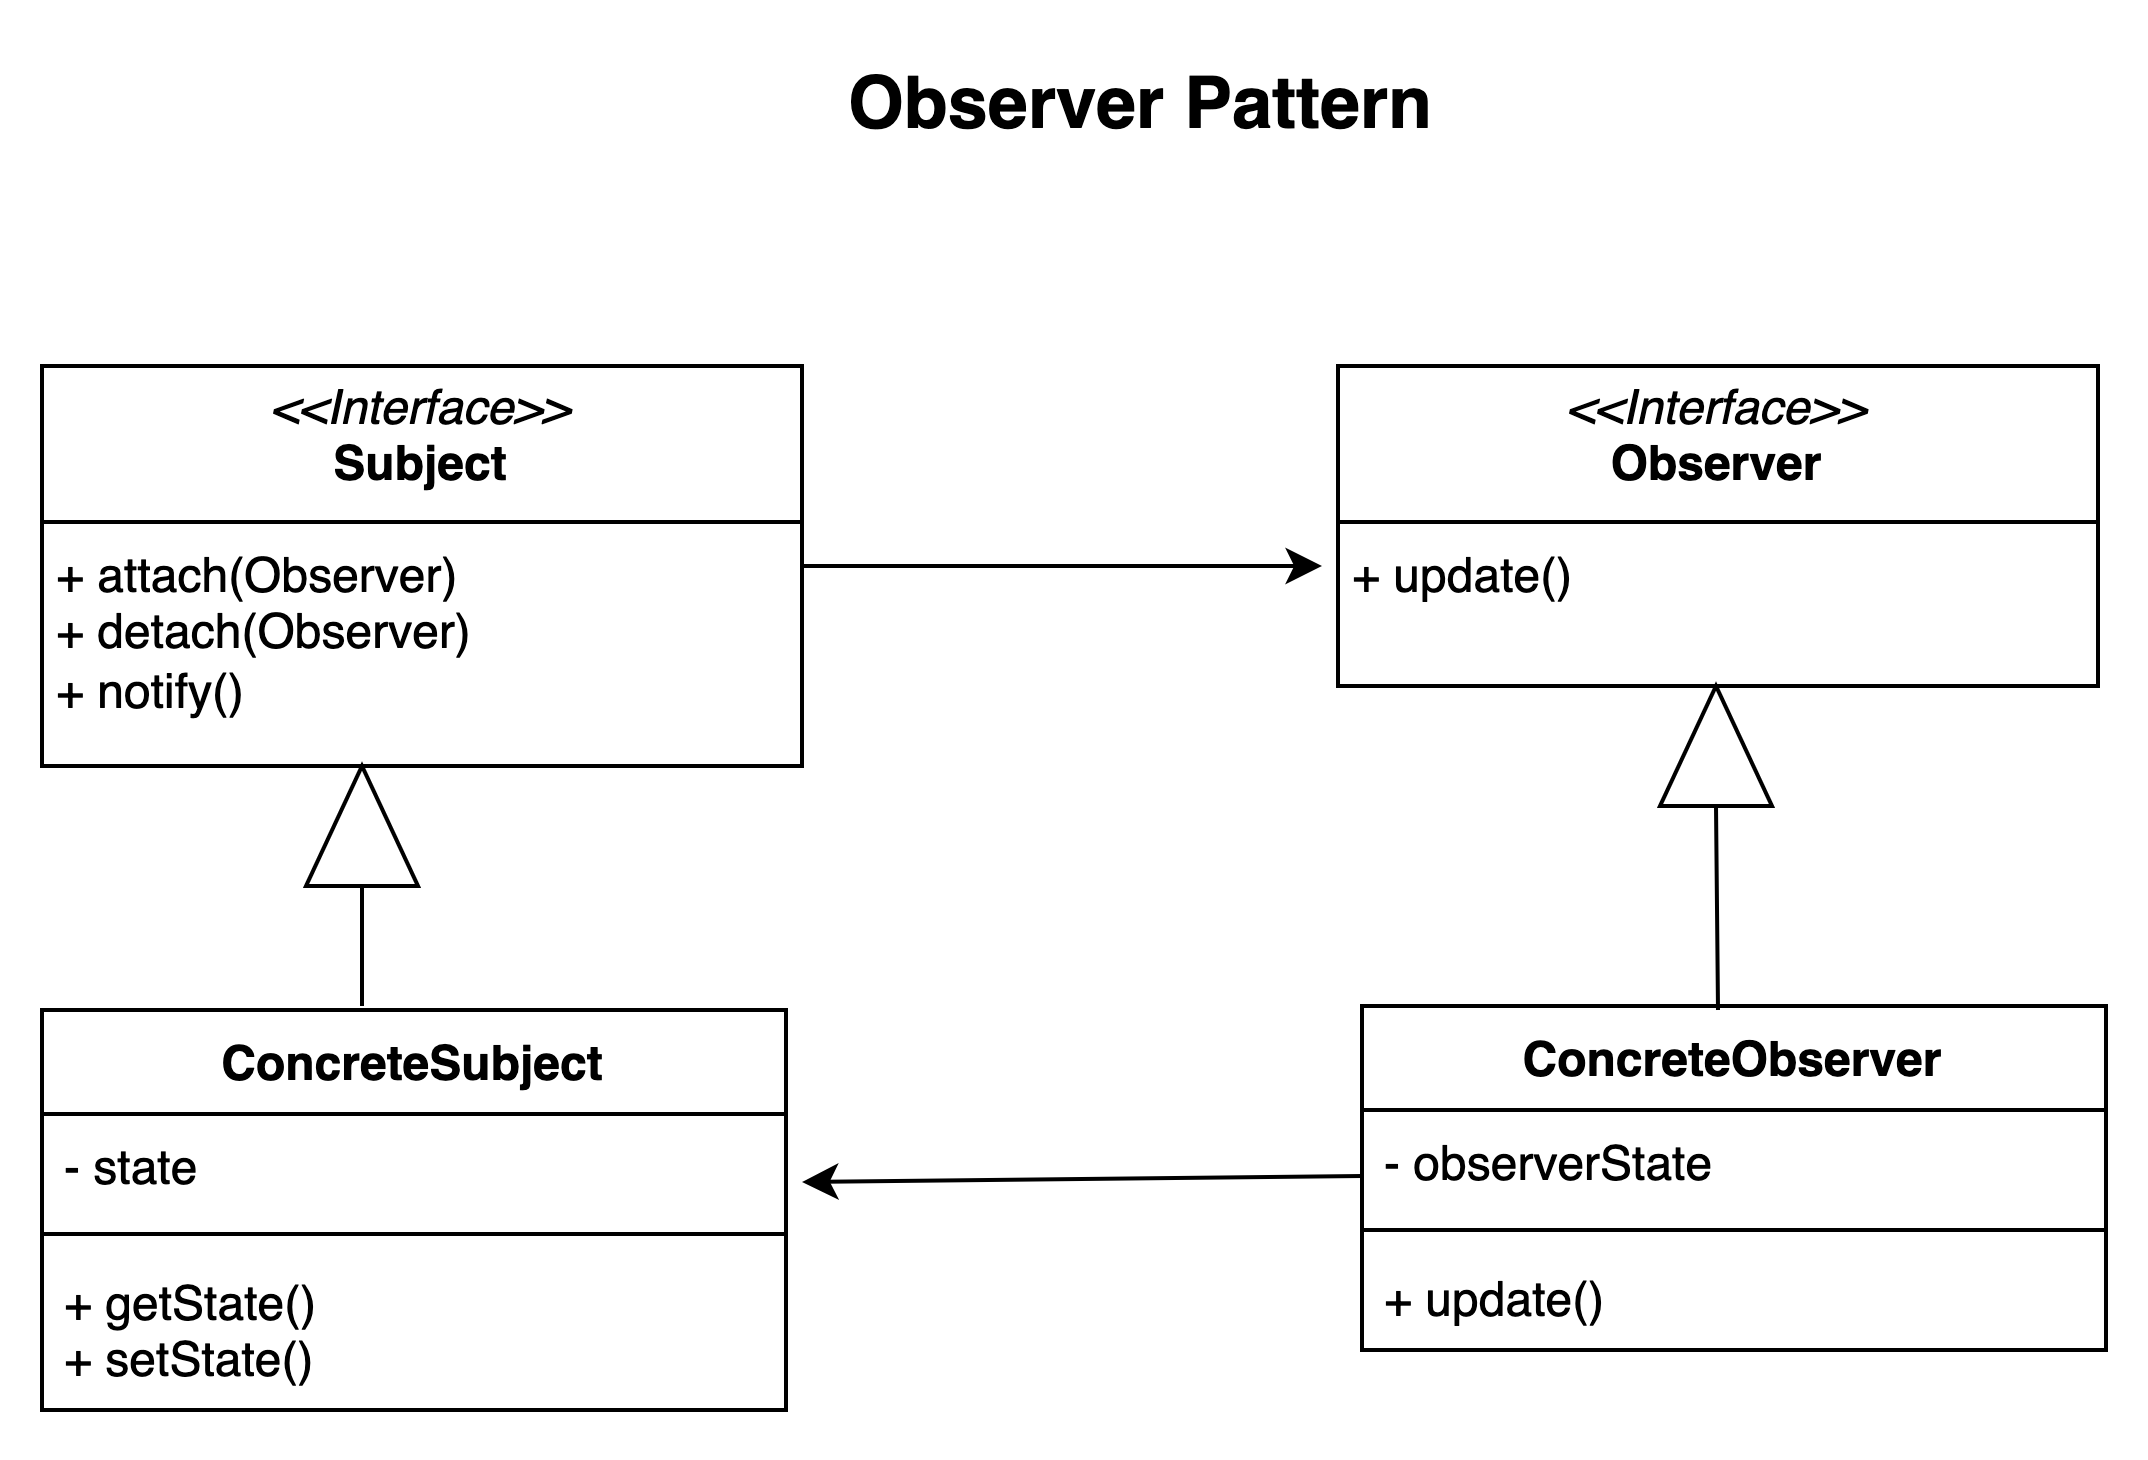 Observer Pattern
<<Interface>>
Subject
+ attach(Observer)
+ detach(Observer)
+ notify()
<<Interface>>
Observer
+ update()
ConcreteSubject
- state
+ getState()
+ setState()
ConcreteObserver
- observerState
+ update()